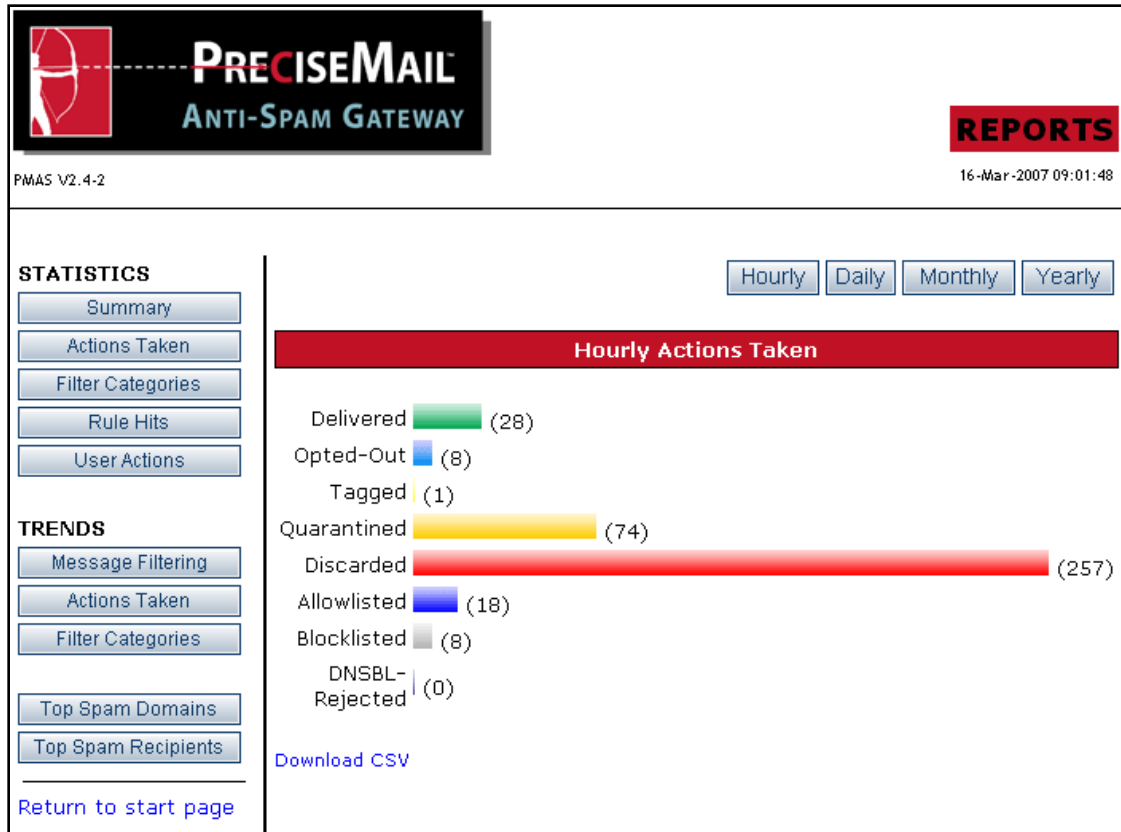 PRECISEMAIL™
ANTI-SPAM GATEWAY
REPORTS
PMAS V2.4-2
16-Mar-2007 09:01:48
STATISTICS
Summary
Actions Taken
Filter Categories
Rule Hits
User Actions
TRENDS
Message Filtering
Actions Taken
Filter Categories
Top Spam Domains
Top Spam Recipients
Return to start page
Hourly Daily Monthly Yearly
Hourly Actions Taken
Delivered (28)
Opted-Out (8)
Tagged (1)
Quarantined (74)
Discarded (257)
Allowlisted (18)
Blocklisted (8)
DNSBL-
Rejected (0)
Download CSV